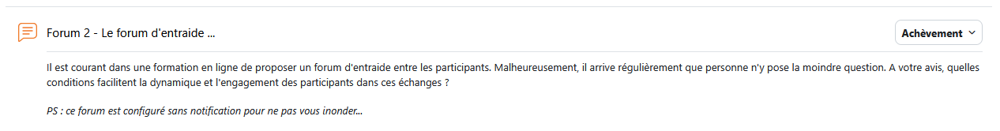 Forum 2 - Le forum d'entraide ...
Achèvement
Il est courant dans une formation en ligne de proposer un forum d'entraide entre les participants. Malheureusement, il arrive régulièrement que personne n'y pose la moindre question. A votre avis, quelles
conditions facilitent la dynamique et l'engagement des participants dans ces échanges ?
PS : ce forum est configuré sans notification pour ne pas vous inonder...